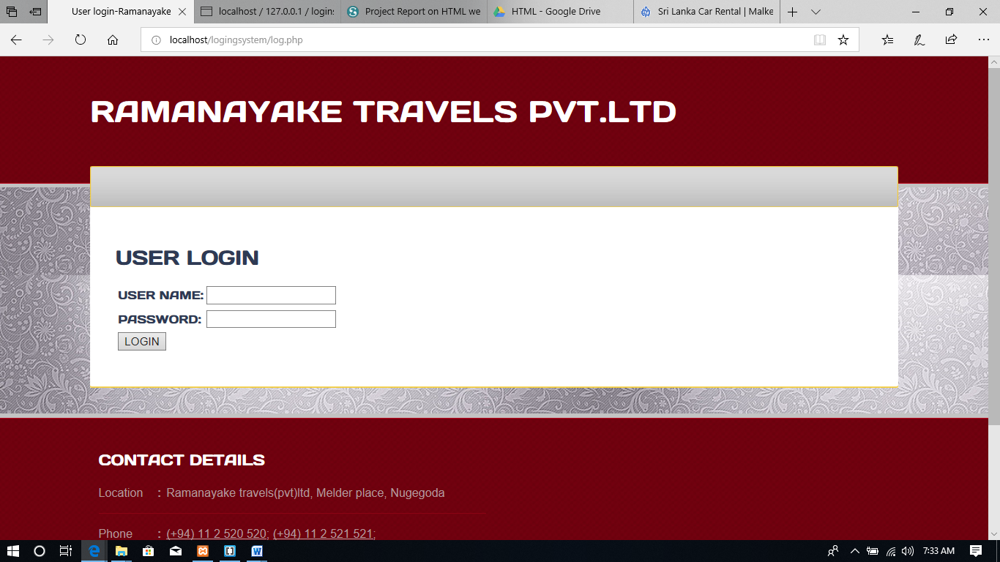 User login-Ramanayake
localhost / 127.0.0.1 / logins
Project Report on HTML we
HTML - Google Drive
Sri Lanka Car Rental | Malke
localhost/logingsystem/log.php
RAMANAYAKE TRAVELS PVT.LTD
USER LOGIN
USER NAME:
PASSWORD:
LOGIN
CONTACT DETAILS
Location : Ramanayake travels(pvt)ltd, Melder place, Nugegoda
Phone : (+94) 11 2 520 520; (+94) 11 2 521 521;
7:33 AM